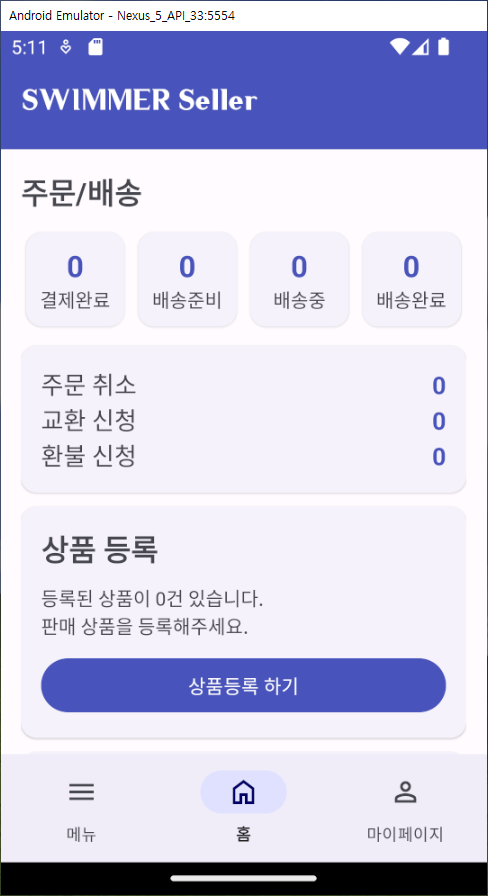 Android Emulator - Nexus_5_API_33:5554
5:11
SWIMMER Seller
주문/배송
0 0 0 0
결제완료 배송준비 배송중 배송완료
주문 취소 0
교환 신청 0
환불 신청 0
상품 등록
등록된 상품이 0건 있습니다.
판매 상품을 등록해주세요.
상품등록 하기
메뉴 홈 마이페이지